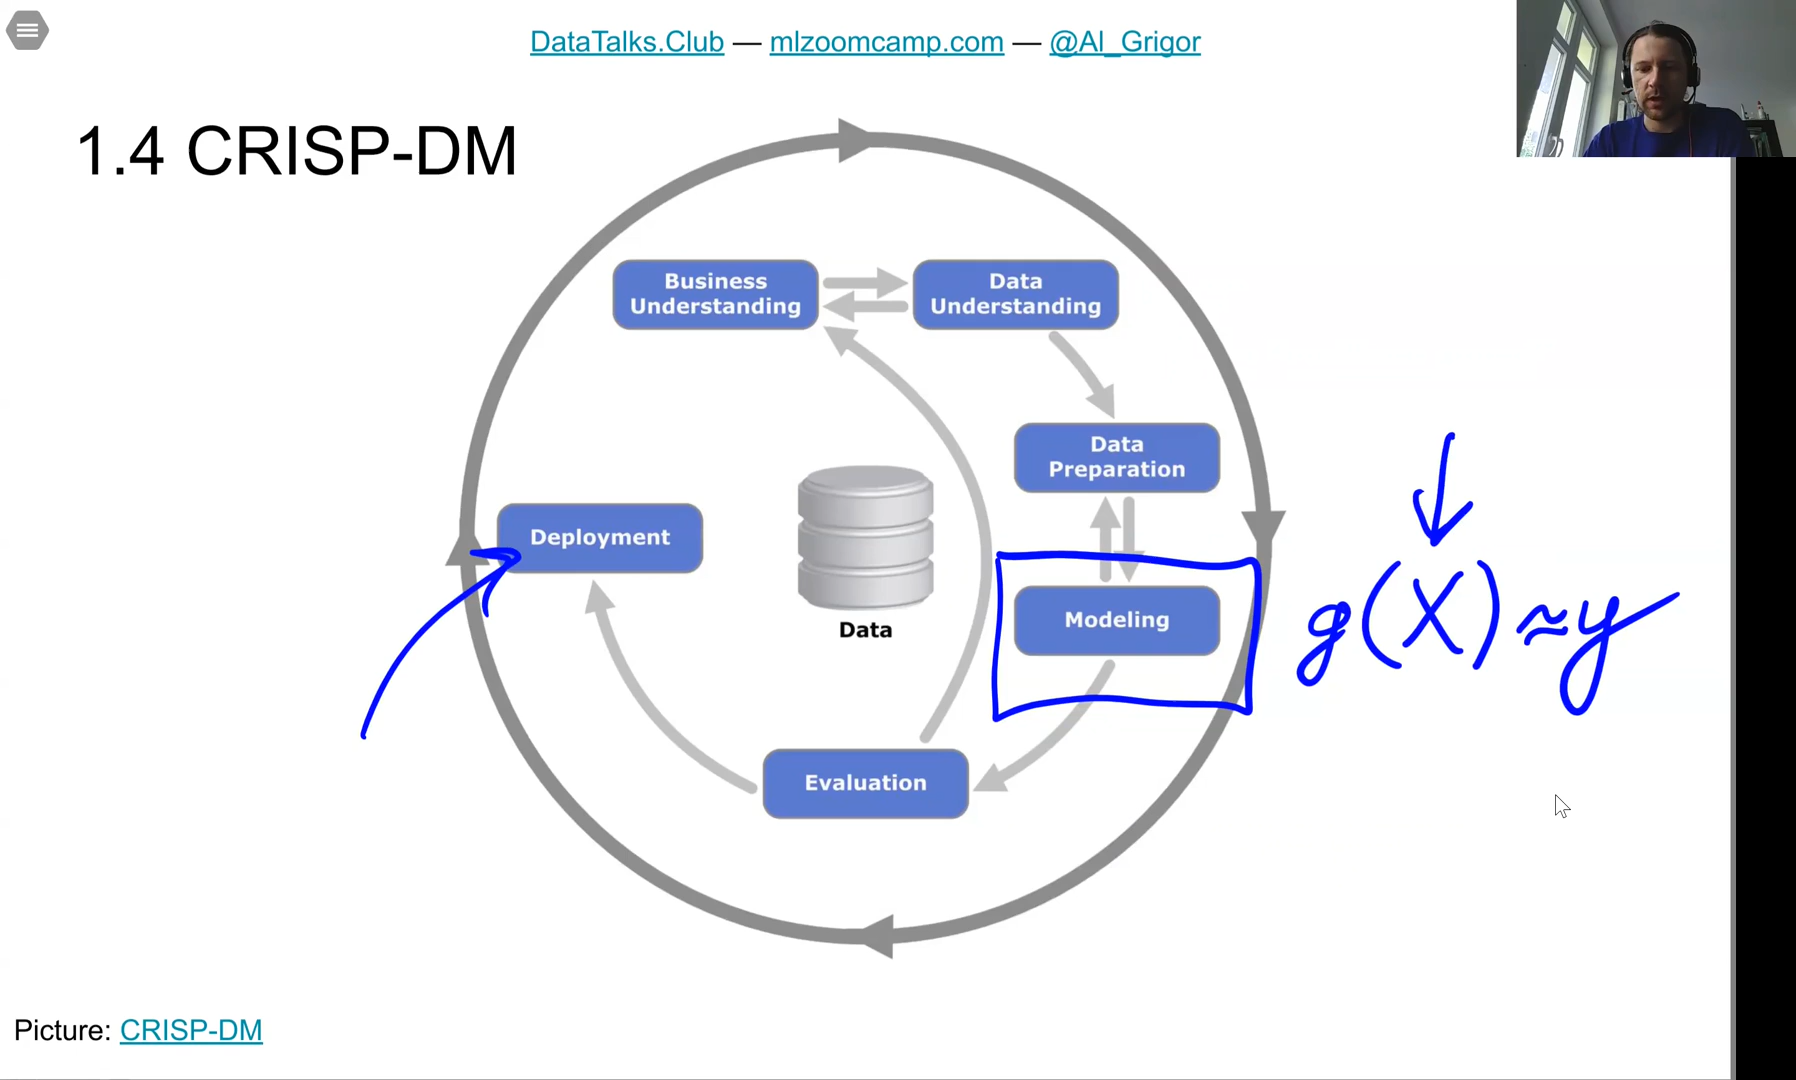 DataTalks.Club — mlzoomcamp.com — @Al_Grigor
1.4 CRISP-DM
Business
Understanding
Data
Understanding
Data
Preparation
Deployment
Modeling
g(X)≈y
Data
Evaluation
Picture: CRISP-DM